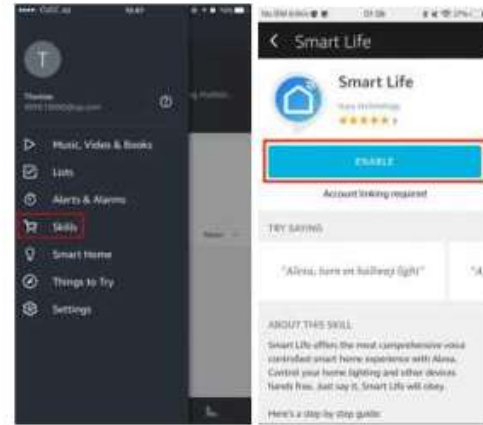 T
Thomas
Music, Video & Books
Lists
Alerts & Alarms
Skills
Smart Home
Things to Try
Settings
Smart Life
Smart Life
ENABLE
Account linking required
TRY SAYING
"Alexa, turn on hallway light"
ABOUT THIS SKILL
Smart Life offers the most comprehensive voice
controlled smart home experience with Alexa.
Control your home lighting and other devices
hands free. Just say it, Smart Life will obey.
Here's a step by step guide: